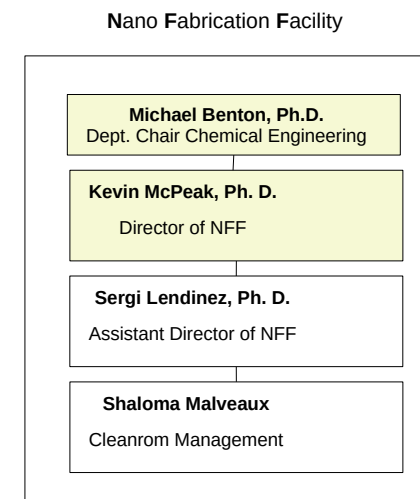 Nano Fabrication Facility
Michael Benton, Ph.D.
Dept. Chair Chemical Engineering
Kevin McPeak, Ph. D.
Director of NFF
Sergi Lendinez, Ph. D.
Assistant Director of NFF
Shaloma Malveaux
Cleanrom Management